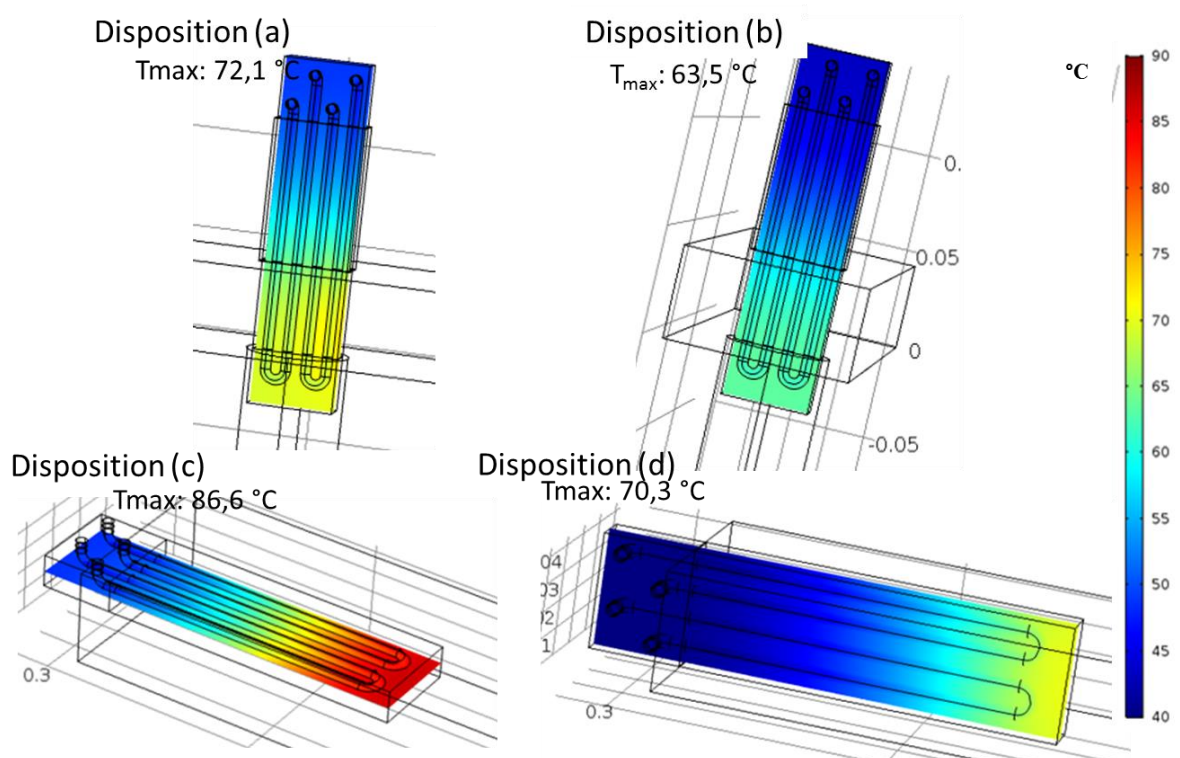 Disposition (a)
Tmax: 72,1 °C
Disposition (b)
Tmax: 63,5 °C
°C
90
85
80
75
70
65
60
55
50
45
40
0.
0.05
0
-0.05
Disposition (c)
Tmax: 86,6 °C
0.3
Disposition (d)
Tmax: 70,3 °C
04
03
02
1
0.3